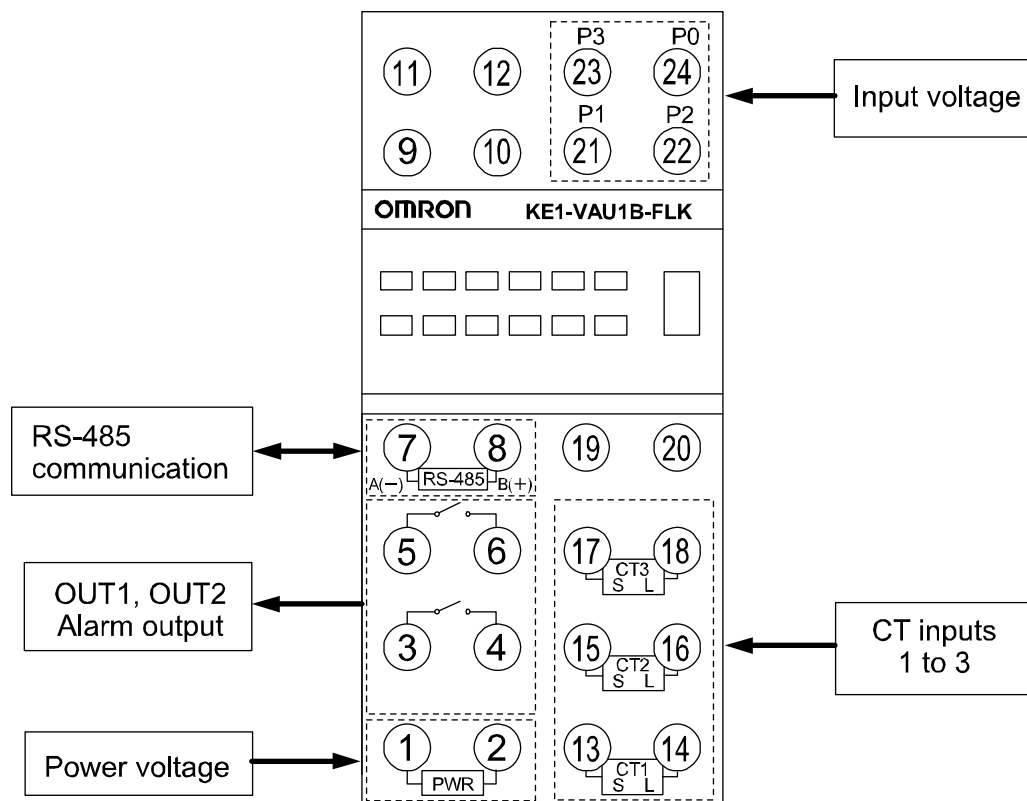 P3 P0
11 12 23 24
Input voltage
P1 P2
9 10 21 22
OMRON KE1-VAU1B-FLK
RS-485
communication
7 8 19 20
A(−) RS-485 B(+)
5 6 17 18
CT3
S L
OUT1, OUT2
Alarm output
3 4 15 16
CT2
S L
CT inputs
1 to 3
Power voltage
1 2 13 14
PWR CT1
S L